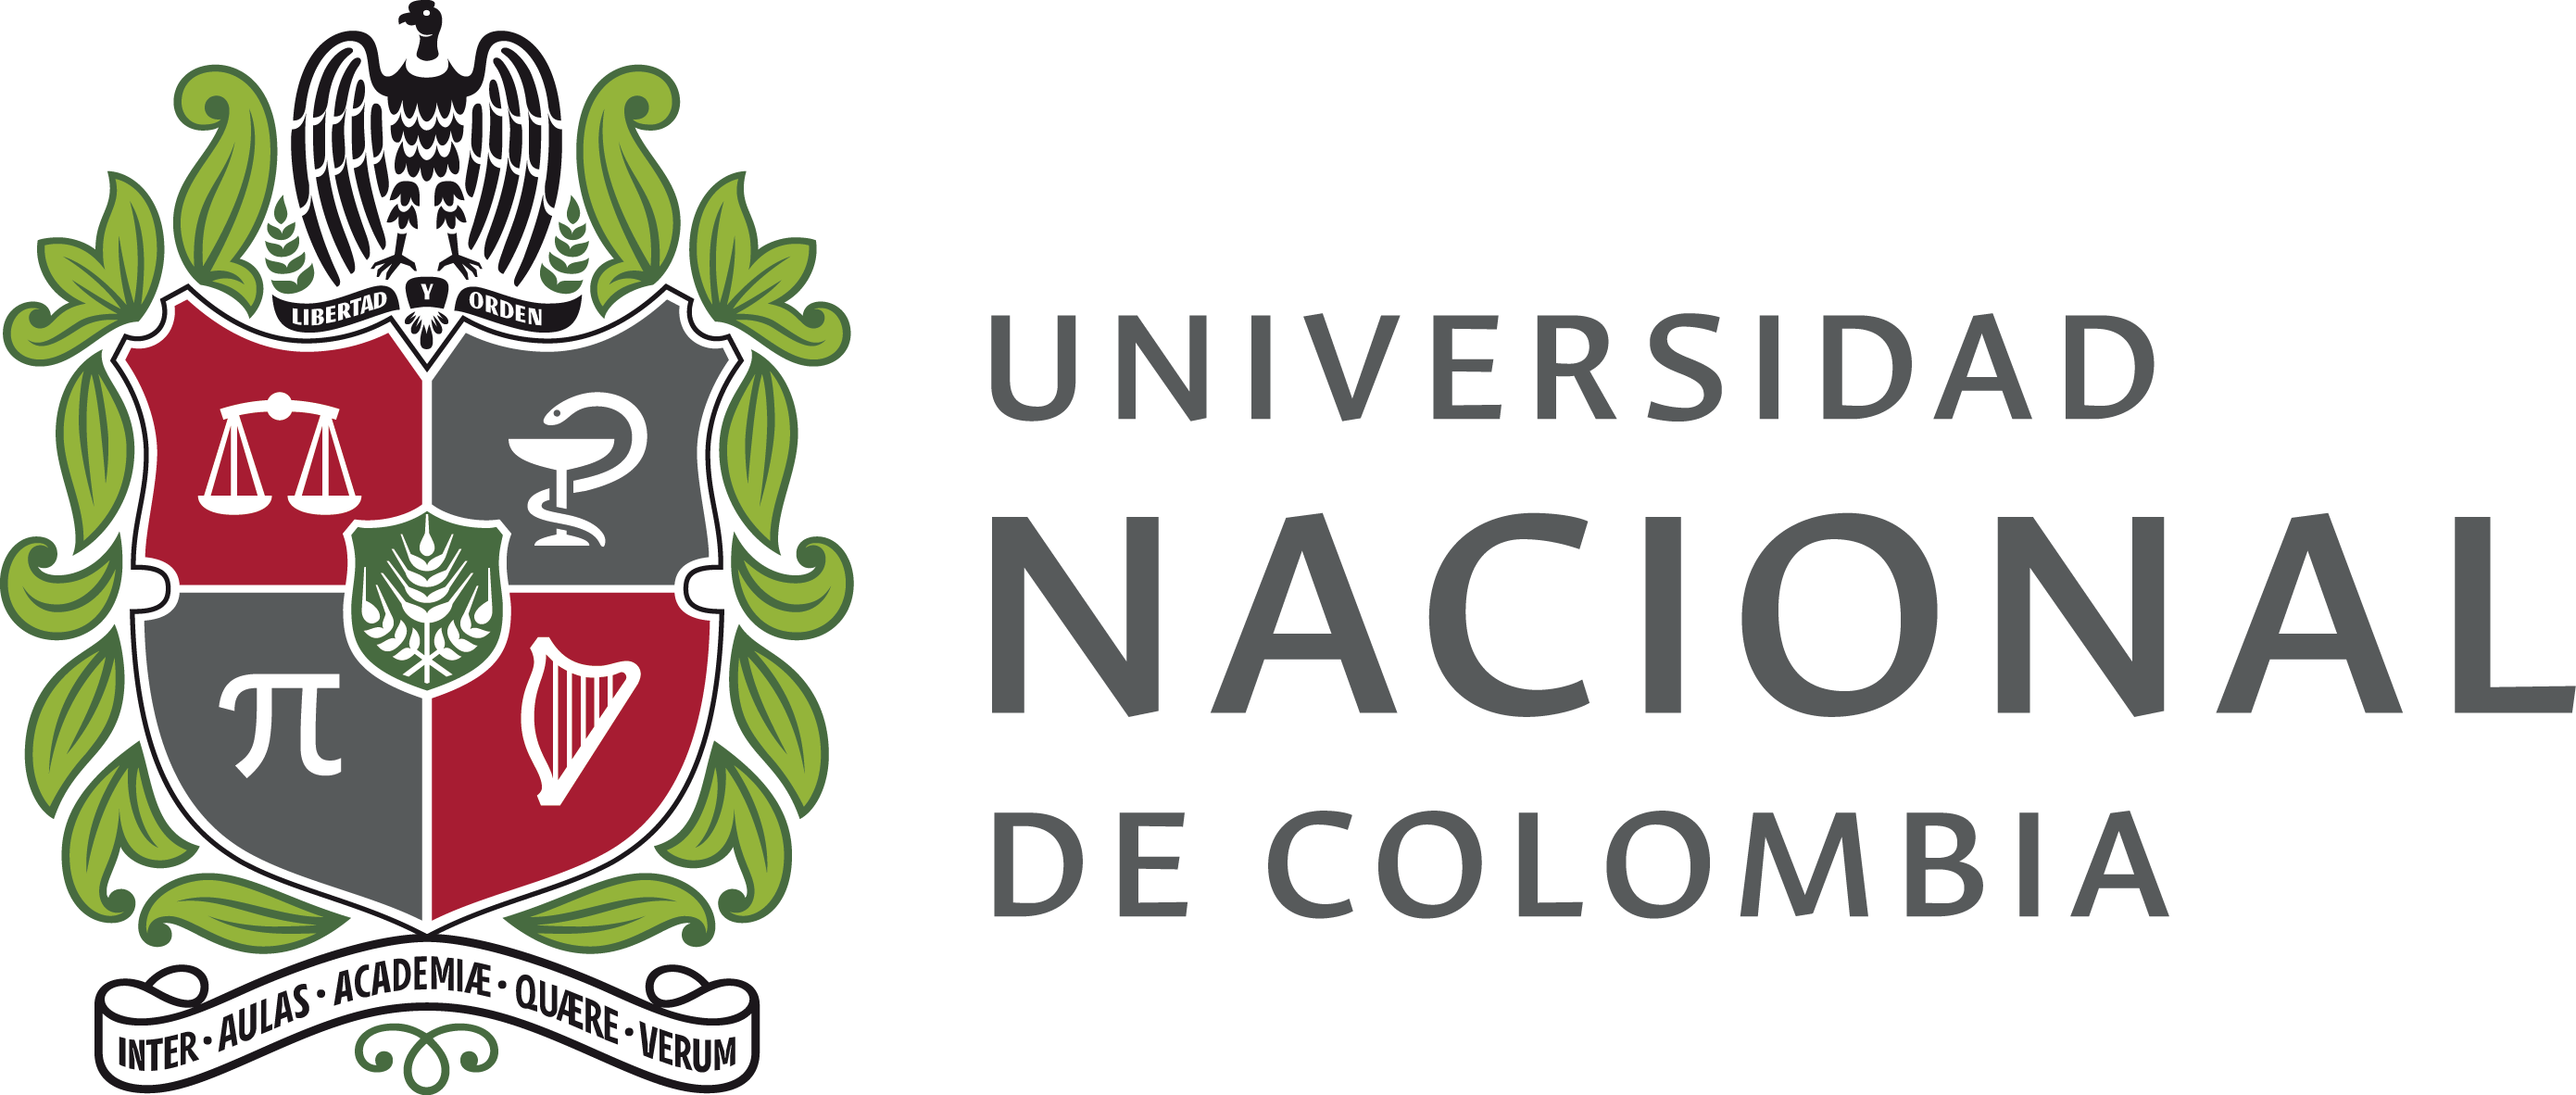 LIBERTAD Y ORDEN
UNIVERSIDAD
NACIONAL
DE COLOMBIA
π
INTER · AULAS · ACADEMIÆ · QUÆRE · VERUM